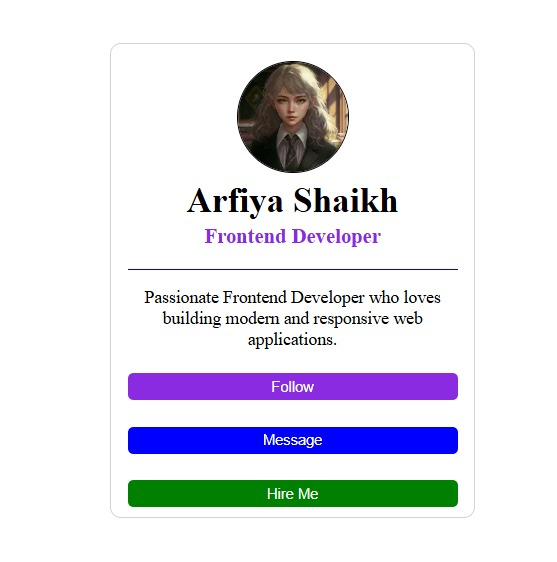 Arfiya Shaikh
Frontend Developer
Passionate Frontend Developer who loves
building modern and responsive web
applications.
Follow
Message
Hire Me